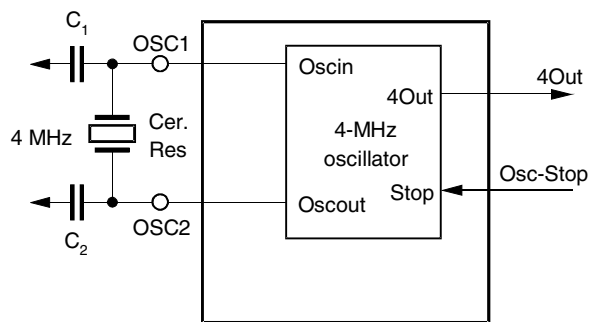 C1
OSC1
Oscin
4Out
4Out
4 MHz
Cer.
Res
4-MHz
oscillator
Osc-Stop
Stop
Oscout
OSC2
C2